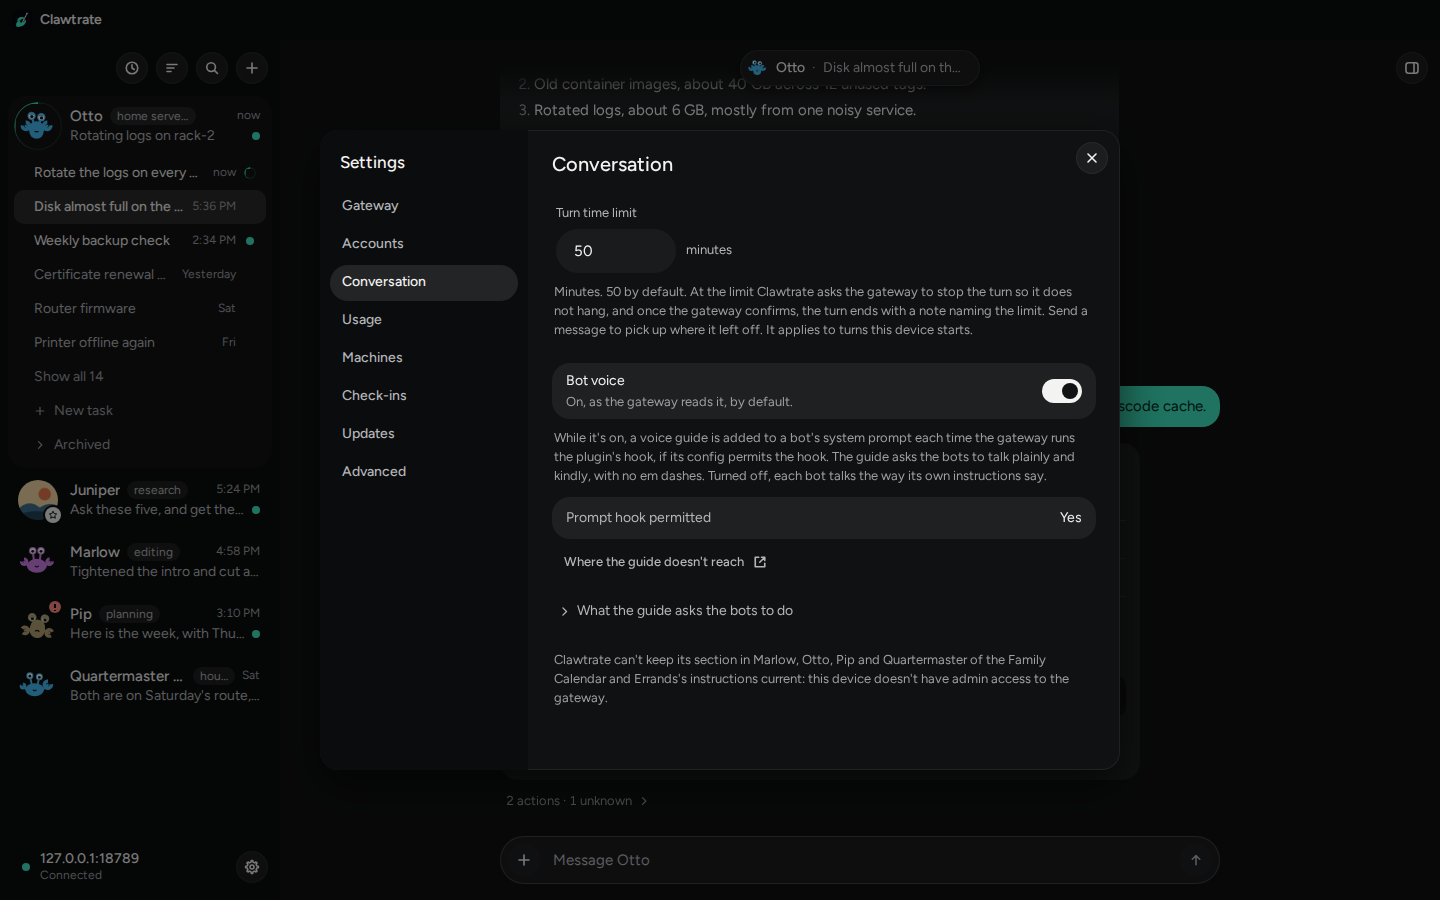 Clawtrate
Otto · Disk almost full on th...
Otto home serve... now
Rotating logs on rack-2
Rotate the logs on every ... now
Disk almost full on the ... 5:36 PM
Weekly backup check 2:34 PM
Certificate renewal ... Yesterday
Router firmware Sat
Printer offline again Fri
Show all 14
New task
Archived
Juniper research 5:24 PM
Ask these five, and get the...
Marlow editing 4:58 PM
Tightened the intro and cut a...
Pip planning 3:10 PM
Here is the week, with Thu...
Quartermaster ... hou... Sat
Both are on Saturday's route,...
127.0.0.1:18789
Connected
2. Old container images, about 40 GB across 12 unused tags.
3. Rotated logs, about 6 GB, mostly from one noisy service.
Settings
Gateway
Accounts
Conversation
Usage
Machines
Check-ins
Updates
Advanced
Conversation
Turn time limit
50 minutes
Minutes. 50 by default. At the limit Clawtrate asks the gateway to stop the turn so it does
not hang, and once the gateway confirms, the turn ends with a note naming the limit. Send a
message to pick up where it left off. It applies to turns this device starts.
Bot voice
On, as the gateway reads it, by default.
While it's on, a voice guide is added to a bot's system prompt each time the gateway runs
the plugin's hook, if its config permits the hook. The guide asks the bots to talk plainly and
kindly, with no em dashes. Turned off, each bot talks the way its own instructions say.
Prompt hook permitted Yes
Where the guide doesn't reach
What the guide asks the bots to do
Clawtrate can't keep its section in Marlow, Otto, Pip and Quartermaster of the Family
Calendar and Errands's instructions current: this device doesn't have admin access to the
gateway.
scode cache.
2 actions · 1 unknown
Message Otto